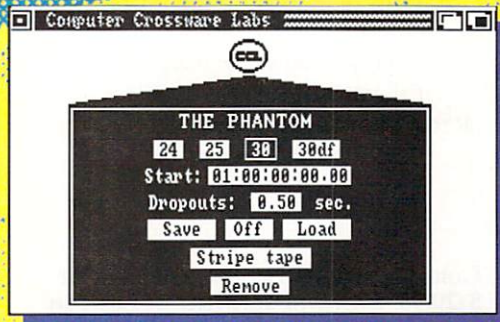 Computer Crossware Labs
CCL
THE PHANTOM
24 25 30 30df
Start: 01:00:00:00.00
Dropouts: 0.50 sec.
Save Off Load
Stripe tape
Remove